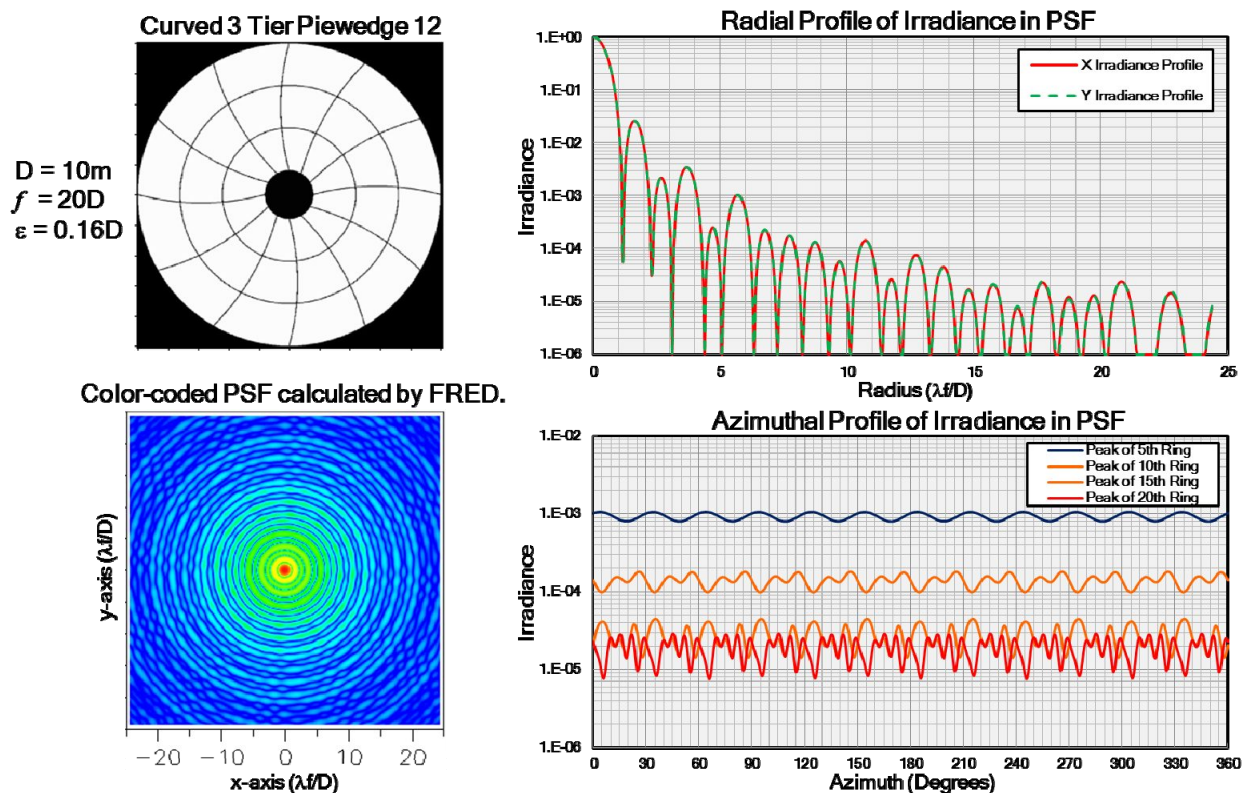 Curved 3 Tier Piewedge 12
D = 10m
f = 20D
ε = 0.16D
Radial Profile of Irradiance in PSF
X Irradiance Profile
Y Irradiance Profile
Irradiance
1.E+00
1.E-01
1.E-02
1.E-03
1.E-04
1.E-05
1.E-06
0 5 10 15 20 25
Radius (λf/D)
Color-coded PSF calculated by FRED.
y-axis (λf/D)
−20 −10 0 10 20
x-axis (λf/D)
Azimuthal Profile of Irradiance in PSF
Peak of 5th Ring
Peak of 10th Ring
Peak of 15th Ring
Peak of 20th Ring
Irradiance
1.E-02
1.E-03
1.E-04
1.E-05
1.E-06
0 30 60 90 120 150 180 210 240 270 300 330 360
Azimuth (Degrees)